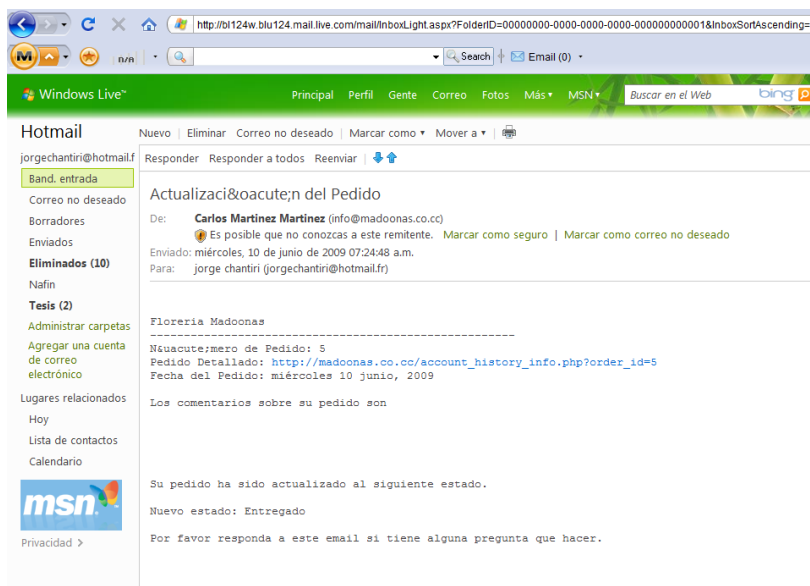 http://bl124w.blu124.mail.live.com/mail/InboxLight.aspx?FolderID=00000000-0000-0000-0000-000000000001&InboxSortAscending=
M n/a Search Email (0)
Windows Live™ Principal Perfil Gente Correo Fotos Más MSN Buscar en el Web bing
Hotmail Nuevo | Eliminar Correo no deseado | Marcar como Mover a
jorgechantiri@hotmail.f Responder Responder a todos Reenviar
Band. entrada
Correo no deseado
Borradores
Enviados
Eliminados (10)
Nafin
Tesis (2)
Administrar carpetas
Agregar una cuenta
de correo
electrónico
Lugares relacionados
Hoy
Lista de contactos
Calendario
msn
Privacidad >
Actualizaci&oacute;n del Pedido
De: Carlos Martinez Martinez (info@madoonas.co.cc)
Es posible que no conozcas a este remitente. Marcar como seguro | Marcar como correo no deseado
Enviado: miércoles, 10 de junio de 2009 07:24:48 a.m.
Para: jorge chantiri (jorgechantiri@hotmail.fr)
Floreria Madoonas
------------------------------------------------------
N&uacute;mero de Pedido: 5
Pedido Detallado: http://madoonas.co.cc/account_history_info.php?order_id=5
Fecha del Pedido: miércoles 10 junio, 2009
Los comentarios sobre su pedido son
Su pedido ha sido actualizado al siguiente estado.
Nuevo estado: Entregado
Por favor responda a este email si tiene alguna pregunta que hacer.